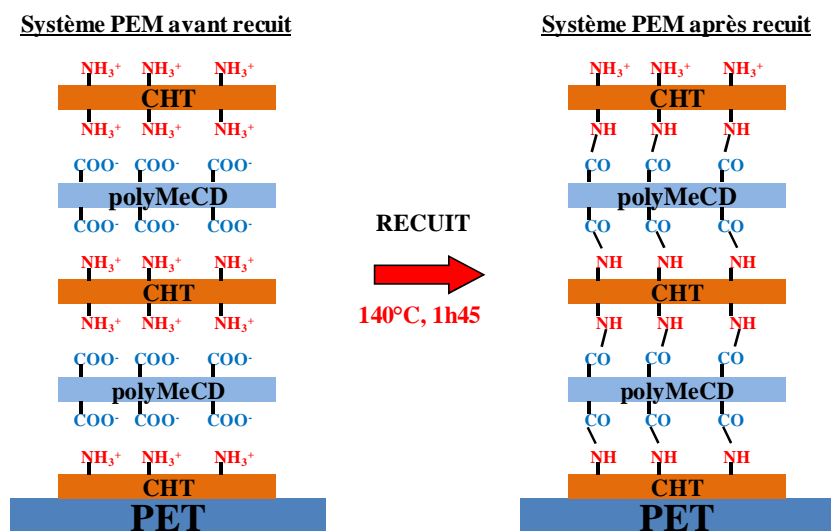 Système PEM avant recuit
NH₃⁺ NH₃⁺ NH₃⁺
CHT
NH₃⁺ NH₃⁺ NH₃⁺
COO⁻ COO⁻ COO⁻
polyMeCD
COO⁻ COO⁻ COO⁻
NH₃⁺ NH₃⁺ NH₃⁺
CHT
NH₃⁺ NH₃⁺ NH₃⁺
COO⁻ COO⁻ COO⁻
polyMeCD
COO⁻ COO⁻ COO⁻
NH₃⁺ NH₃⁺ NH₃⁺
CHT
PET
RECUIT
140°C, 1h45
Système PEM après recuit
NH₃⁺ NH₃⁺ NH₃⁺
CHT
NH NH NH
CO CO CO
polyMeCD
CO CO CO
NH NH NH
CHT
NH NH NH
CO CO CO
polyMeCD
CO CO CO
NH NH NH
CHT
PET